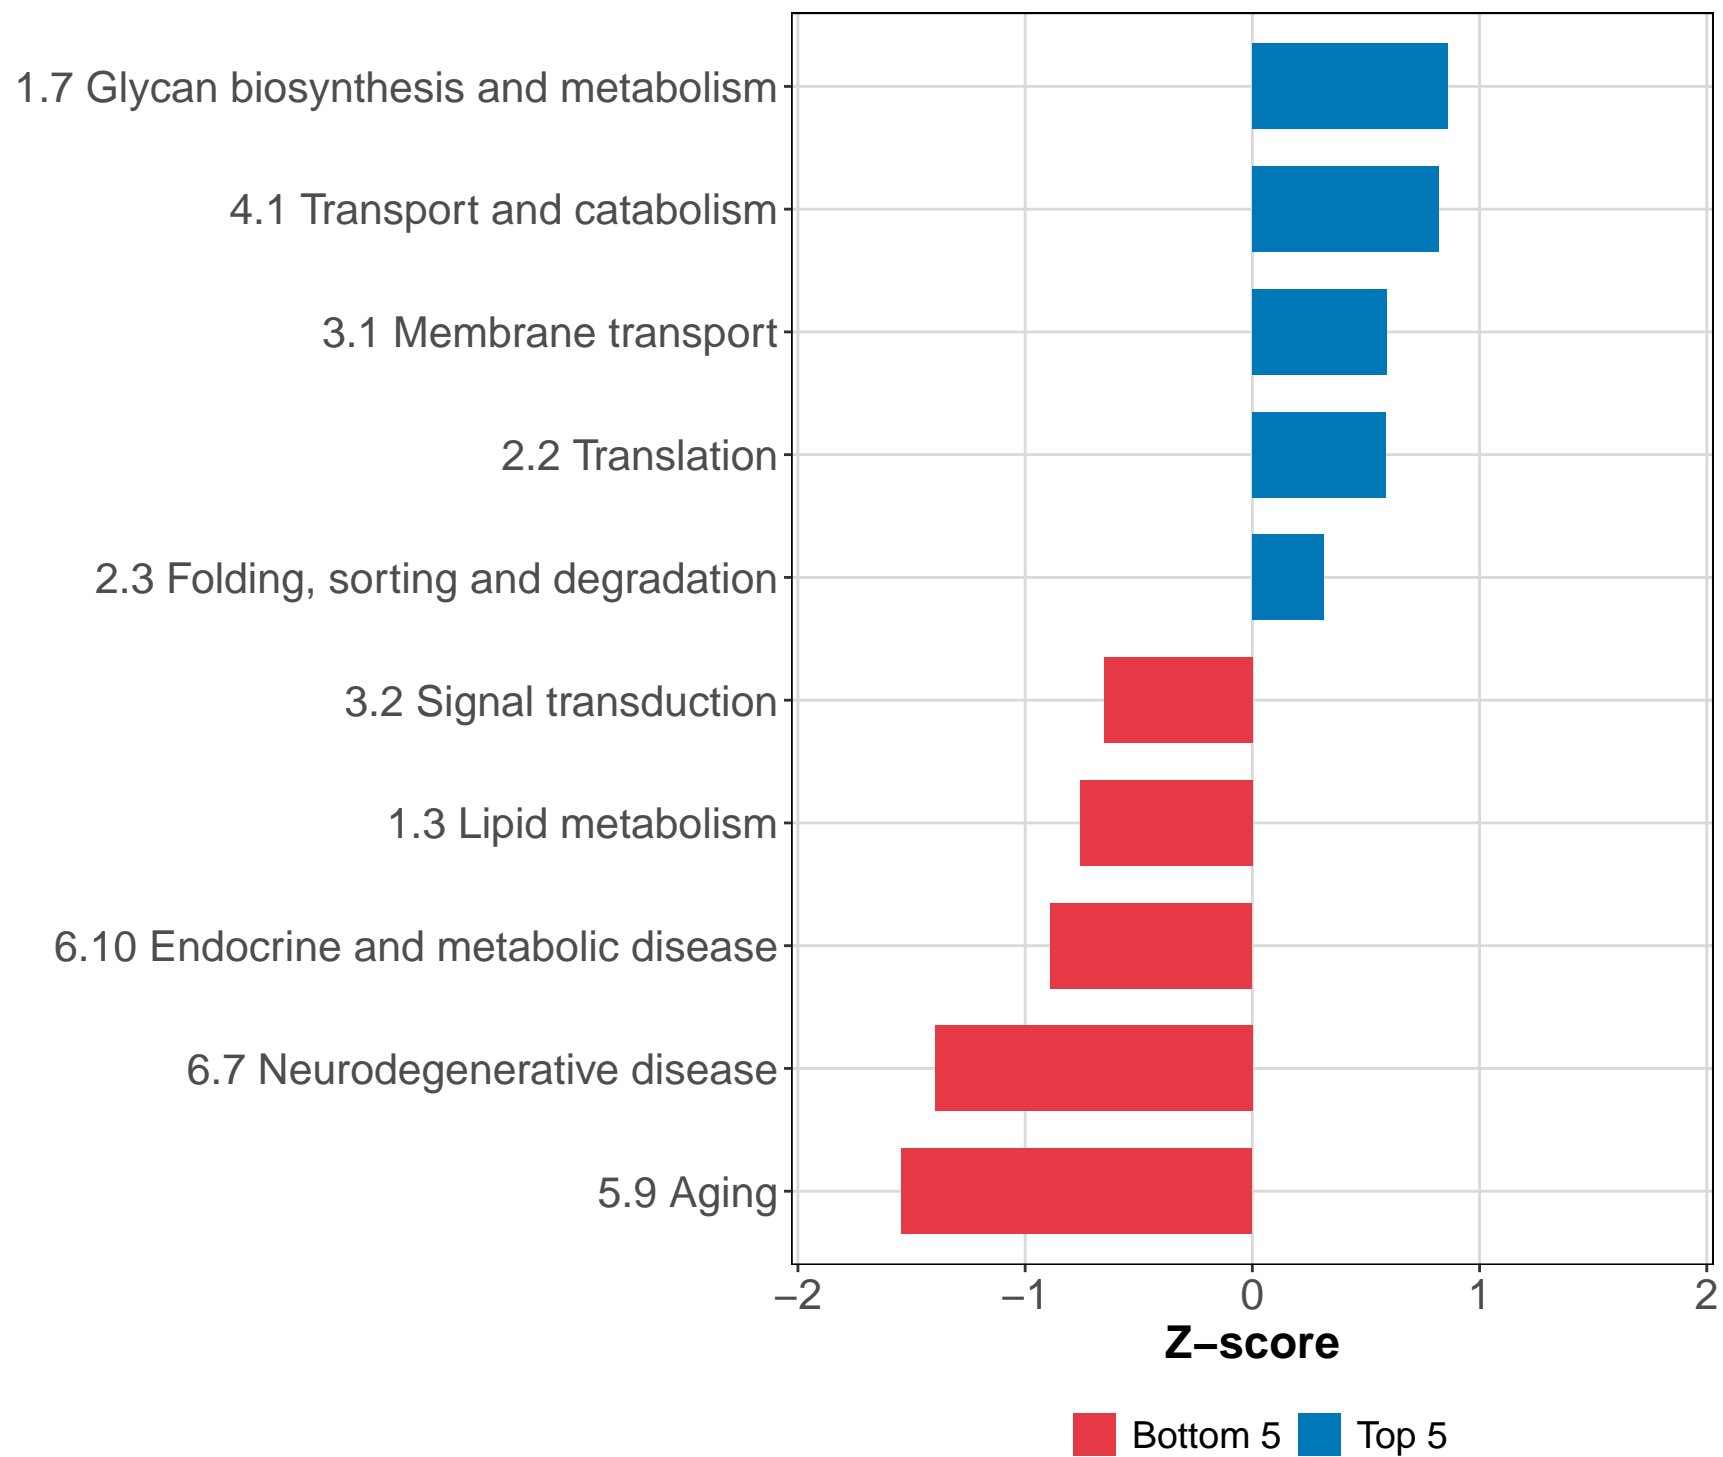 1.7 Glycan biosynthesis and metabolism
4.1 Transport and catabolism
3.1 Membrane transport
2.2 Translation
2.3 Folding, sorting and degradation
3.2 Signal transduction
1.3 Lipid metabolism
6.10 Endocrine and metabolic disease
6.7 Neurodegenerative disease
5.9 Aging
−2 −1 0 1 2
Z−score
Bottom 5 Top 5